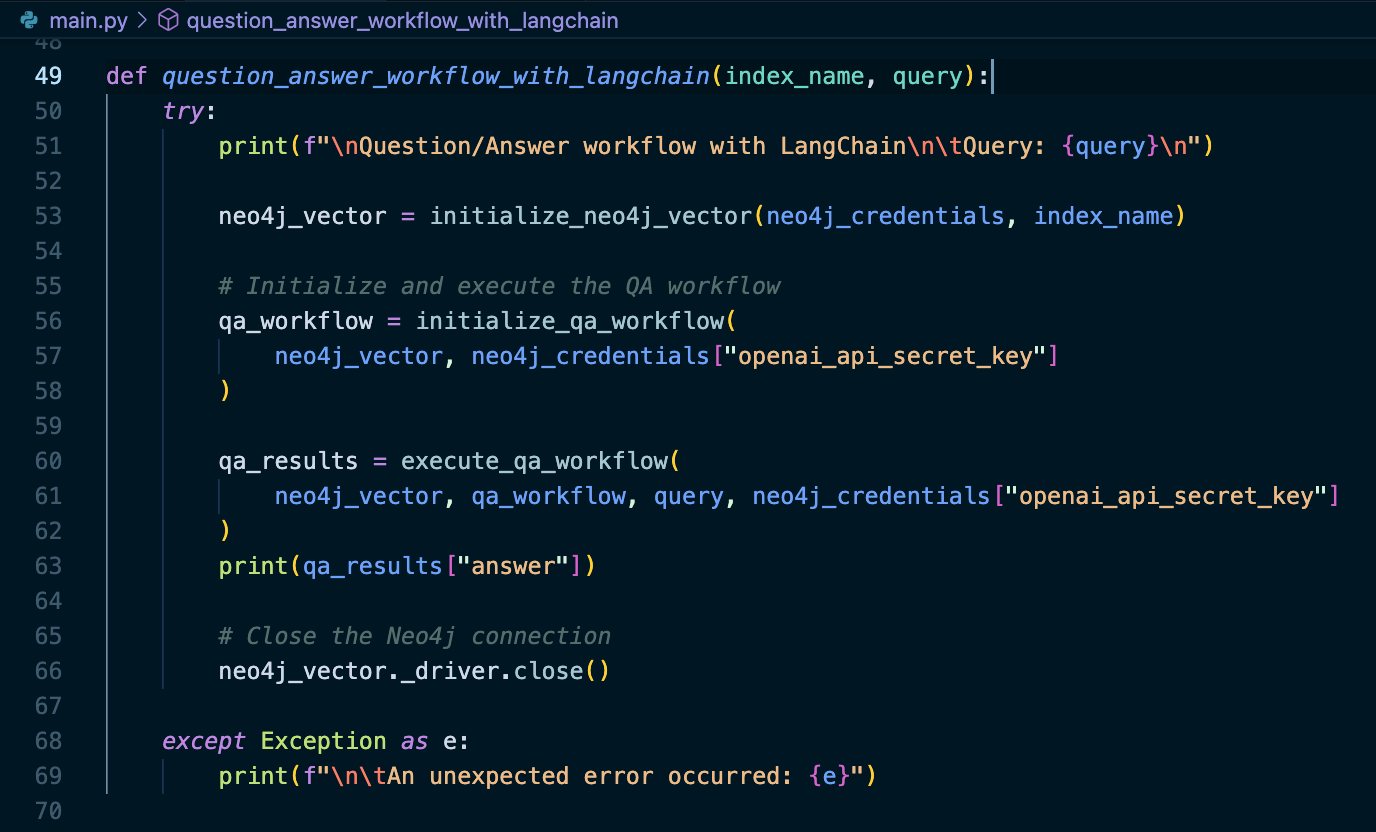 main.py > question_answer_workflow_with_langchain
48
49 def question_answer_workflow_with_langchain(index_name, query):
50     try:
51         print(f"\nQuestion/Answer workflow with LangChain\n\tQuery: {query}\n")
52
53         neo4j_vector = initialize_neo4j_vector(neo4j_credentials, index_name)
54
55         # Initialize and execute the QA workflow
56         qa_workflow = initialize_qa_workflow(
57             neo4j_vector, neo4j_credentials["openai_api_secret_key"]
58         )
59
60         qa_results = execute_qa_workflow(
61             neo4j_vector, qa_workflow, query, neo4j_credentials["openai_api_secret_key"]
62         )
63         print(qa_results["answer"])
64
65         # Close the Neo4j connection
66         neo4j_vector._driver.close()
67
68     except Exception as e:
69         print(f"\n\tAn unexpected error occurred: {e}")
70